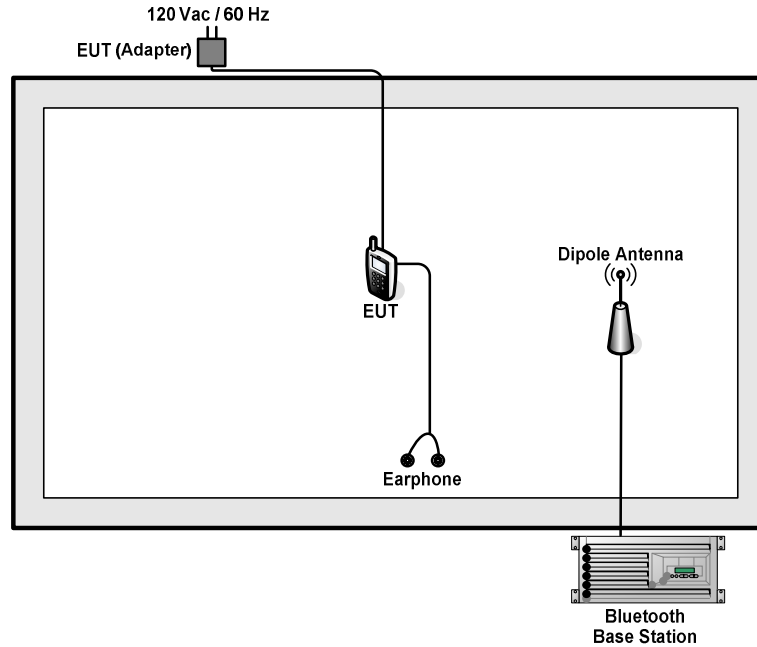 120 Vac / 60 Hz
EUT (Adapter)
Dipole Antenna
EUT
Earphone
Bluetooth
Base Station